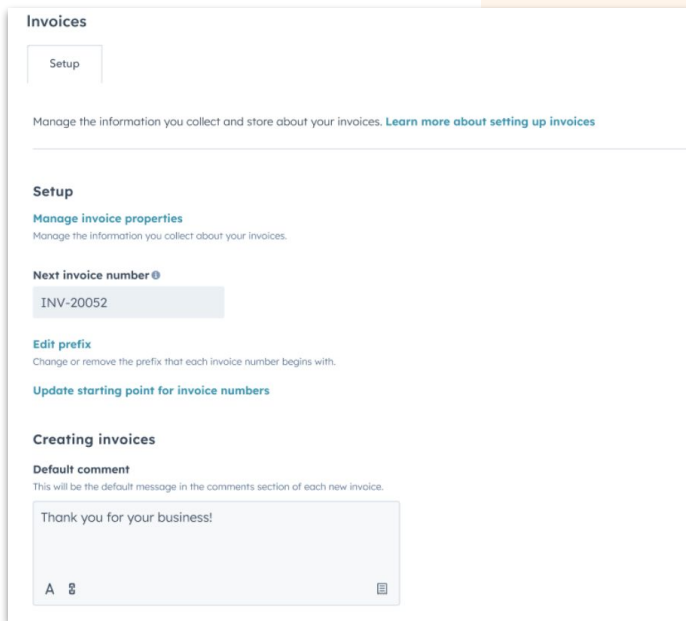 Invoices
Setup
Manage the information you collect and store about your invoices. Learn more about setting up invoices
Setup
Manage invoice properties
Manage the information you collect about your invoices.
Next invoice number
INV-20052
Edit prefix
Change or remove the prefix that each invoice number begins with.
Update starting point for invoice numbers
Creating invoices
Default comment
This will be the default message in the comments section of each new invoice.
Thank you for your business!
A